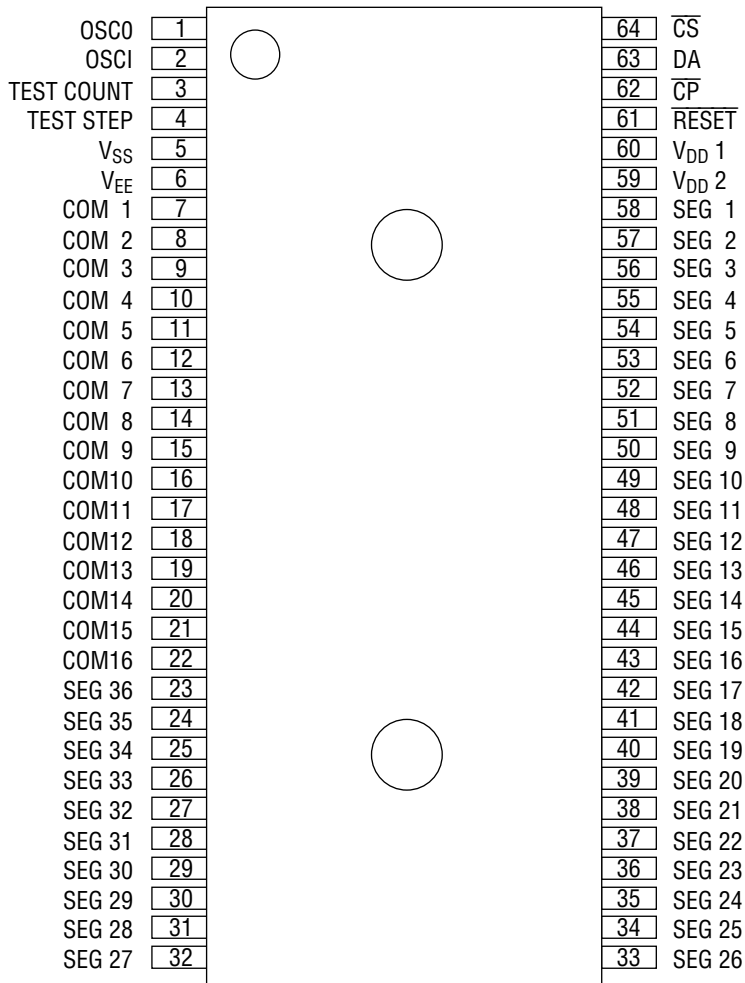 OSC0 1 64 C̅S̅
OSCI 2 63 DA
TEST COUNT 3 62 C̅P̅
TEST STEP 4 61 R̅E̅S̅E̅T̅
VSS 5 60 VDD 1
VEE 6 59 VDD 2
COM 1 7 58 SEG 1
COM 2 8 57 SEG 2
COM 3 9 56 SEG 3
COM 4 10 55 SEG 4
COM 5 11 54 SEG 5
COM 6 12 53 SEG 6
COM 7 13 52 SEG 7
COM 8 14 51 SEG 8
COM 9 15 50 SEG 9
COM10 16 49 SEG 10
COM11 17 48 SEG 11
COM12 18 47 SEG 12
COM13 19 46 SEG 13
COM14 20 45 SEG 14
COM15 21 44 SEG 15
COM16 22 43 SEG 16
SEG 36 23 42 SEG 17
SEG 35 24 41 SEG 18
SEG 34 25 40 SEG 19
SEG 33 26 39 SEG 20
SEG 32 27 38 SEG 21
SEG 31 28 37 SEG 22
SEG 30 29 36 SEG 23
SEG 29 30 35 SEG 24
SEG 28 31 34 SEG 25
SEG 27 32 33 SEG 26